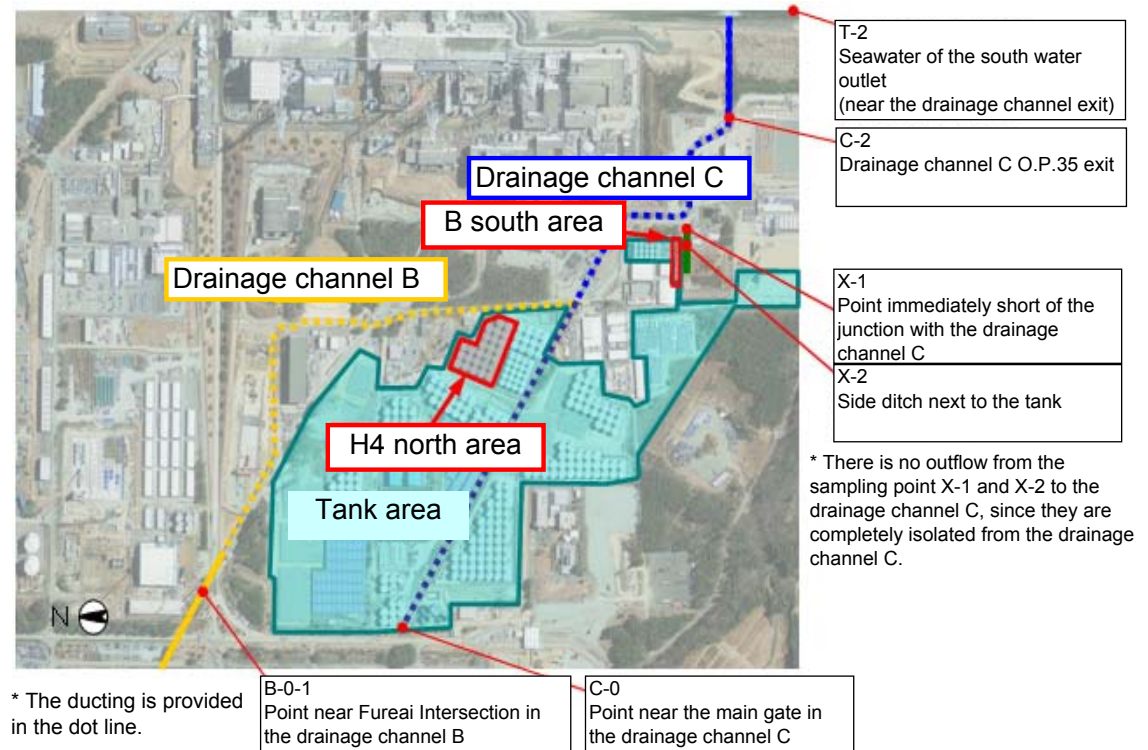 T-2
Seawater of the south water
outlet
(near the drainage channel exit)
C-2
Drainage channel C O.P.35 exit
Drainage channel C
B south area
Drainage channel B
X-1
Point immediately short of the
junction with the drainage
channel C
X-2
Side ditch next to the tank
H4 north area
Tank area
* There is no outflow from the
sampling point X-1 and X-2 to the
drainage channel C, since they are
completely isolated from the drainage
channel C.
N
* The ducting is provided
in the dot line.
B-0-1
Point near Fureai Intersection in
the drainage channel B
C-0
Point near the main gate in
the drainage channel C